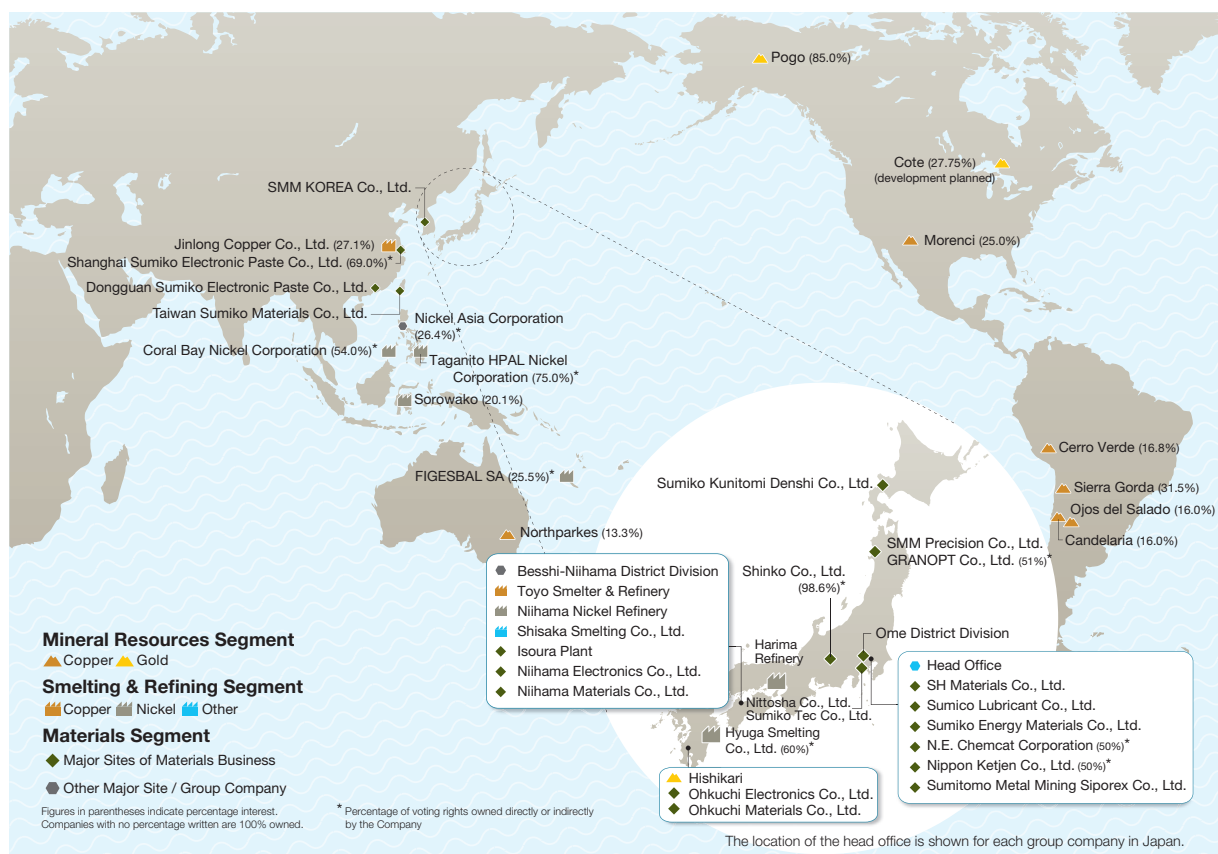 Pogo (85.0%)
Cote (27.75%)
(development planned)
Morenci (25.0%)
SMM KOREA Co., Ltd.
Jinlong Copper Co., Ltd. (27.1%)
Shanghai Sumiko Electronic Paste Co., Ltd. (69.0%)*
Dongguan Sumiko Electronic Paste Co., Ltd.
Taiwan Sumiko Materials Co., Ltd.
Nickel Asia Corporation
(26.4%)*
Coral Bay Nickel Corporation (54.0%)*
Taganito HPAL Nickel
Corporation (75.0%)*
Sorowako (20.1%)
FIGESBAL SA (25.5%)*
Northparkes (13.3%)
Cerro Verde (16.8%)
Sierra Gorda (31.5%)
Ojos del Salado (16.0%)
Candelaria (16.0%)
Sumiko Kunitomi Denshi Co., Ltd.
SMM Precision Co., Ltd.
GRANOPT Co., Ltd. (51%)*
Shinko Co., Ltd.
(98.6%)*
Ome District Division
Harima
Refinery
Nittosha Co., Ltd.
Sumiko Tec Co., Ltd.
Hyuga Smelting
Co., Ltd. (60%)*
Besshi-Niihama District Division
Toyo Smelter & Refinery
Niihama Nickel Refinery
Shisaka Smelting Co., Ltd.
Isoura Plant
Niihama Electronics Co., Ltd.
Niihama Materials Co., Ltd.
Head Office
SH Materials Co., Ltd.
Sumico Lubricant Co., Ltd.
Sumiko Energy Materials Co., Ltd.
N.E. Chemcat Corporation (50%)*
Nippon Ketjen Co., Ltd. (50%)*
Sumitomo Metal Mining Siporex Co., Ltd.
Hishikari
Ohkuchi Electronics Co., Ltd.
Ohkuchi Materials Co., Ltd.
Mineral Resources Segment
Copper Gold
Smelting & Refining Segment
Copper Nickel Other
Materials Segment
Major Sites of Materials Business
Other Major Site / Group Company
Figures in parentheses indicate percentage interest.
Companies with no percentage written are 100% owned.
* Percentage of voting rights owned directly or indirectly
by the Company
The location of the head office is shown for each group company in Japan.